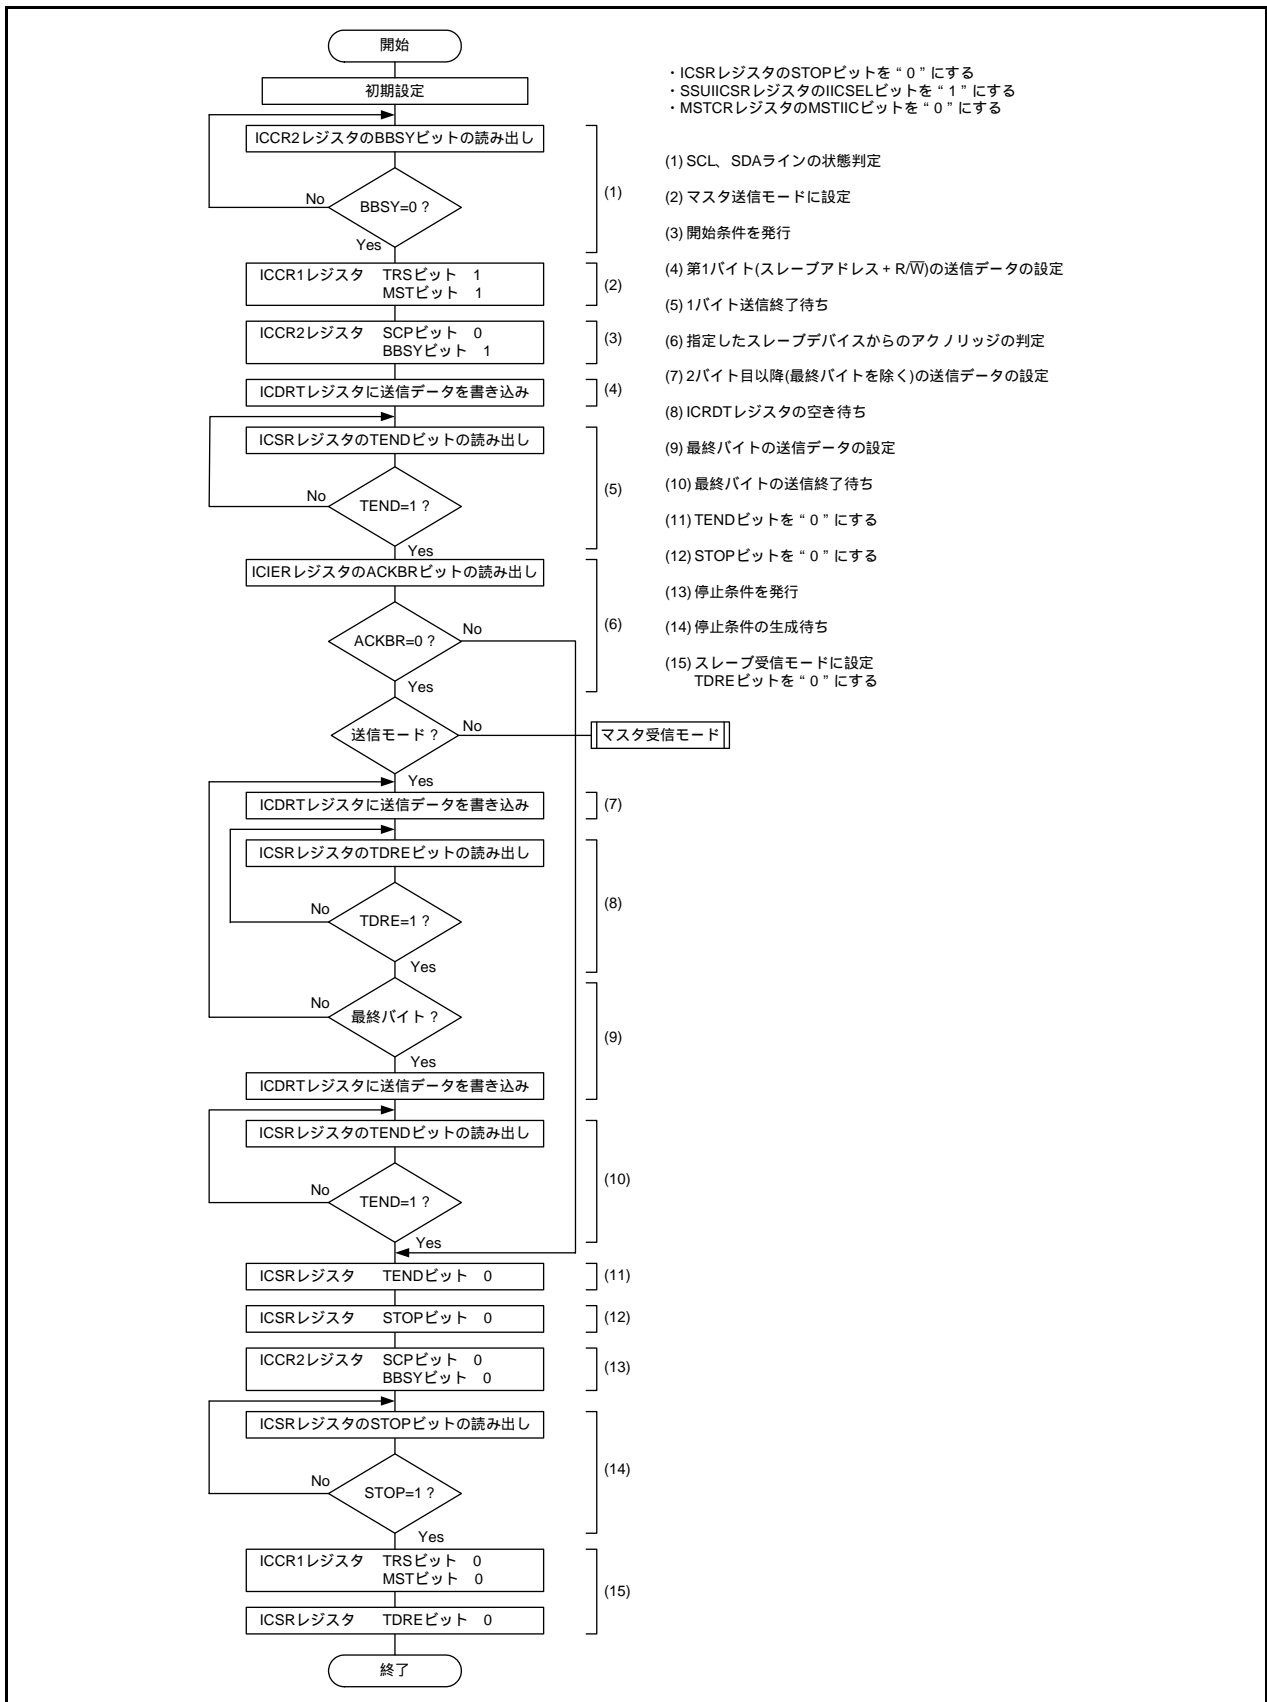 開始
初期設定
・ICSRレジスタのSTOPビットを“0”にする
・SSUIICSRレジスタのIICSELビットを“1”にする
・MSTCRレジスタのMSTIICビットを“0”にする
ICCR2レジスタのBBSYビットの読み出し
BBSY=0 ?
No
Yes
(1)
ICCR1レジスタ TRSビット 1
MSTビット 1
(2)
ICCR2レジスタ SCPビット 0
BBSYビット 1
(3)
ICDRTレジスタに送信データを書き込み
(4)
ICSRレジスタのTENDビットの読み出し
TEND=1 ?
No
Yes
(5)
ICIERレジスタのACKBRビットの読み出し
ACKBR=0 ?
No
Yes
(6)
送信モード ?
No
マスタ受信モード
Yes
ICDRTレジスタに送信データを書き込み
(7)
ICSRレジスタのTDREビットの読み出し
TDRE=1 ?
No
Yes
(8)
最終バイト ?
No
Yes
(9)
ICDRTレジスタに送信データを書き込み
ICSRレジスタのTENDビットの読み出し
TEND=1 ?
No
Yes
(10)
ICSRレジスタ TENDビット 0
(11)
ICSRレジスタ STOPビット 0
(12)
ICCR2レジスタ SCPビット 0
BBSYビット 0
(13)
ICSRレジスタのSTOPビットの読み出し
STOP=1 ?
No
Yes
(14)
ICCR1レジスタ TRSビット 0
MSTビット 0
(15)
ICSRレジスタ TDREビット 0
終了
(1) SCL、SDAラインの状態判定
(2) マスタ送信モードに設定
(3) 開始条件を発行
(4) 第1バイト(スレーブアドレス + R/W̅)の送信データの設定
(5) 1バイト送信終了待ち
(6) 指定したスレーブデバイスからのアクノリッジの判定
(7) 2バイト目以降(最終バイトを除く)の送信データの設定
(8) ICRDTレジスタの空き待ち
(9) 最終バイトの送信データの設定
(10) 最終バイトの送信終了待ち
(11) TENDビットを“0”にする
(12) STOPビットを“0”にする
(13) 停止条件を発行
(14) 停止条件の生成待ち
(15) スレーブ受信モードに設定
TDREビットを“0”にする